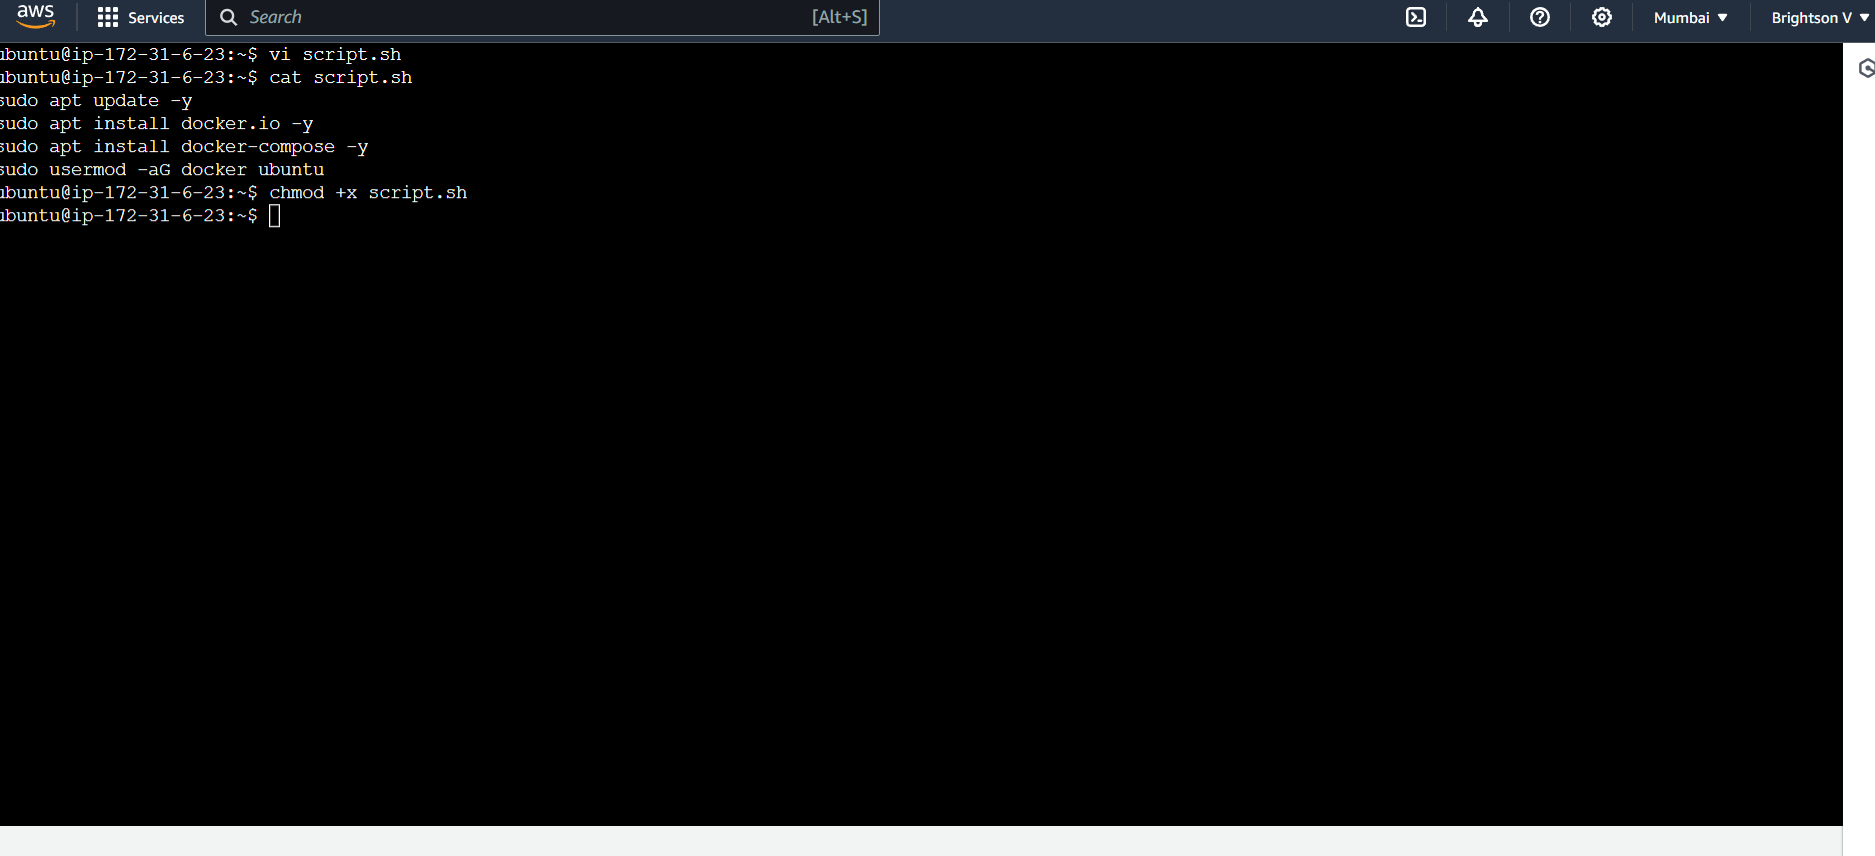 aws
Services
Search
[Alt+S]
Mumbai
Brightson V
ubuntu@ip-172-31-6-23:~$ vi script.sh
ubuntu@ip-172-31-6-23:~$ cat script.sh
sudo apt update -y
sudo apt install docker.io -y
sudo apt install docker-compose -y
sudo usermod -aG docker ubuntu
ubuntu@ip-172-31-6-23:~$ chmod +x script.sh
ubuntu@ip-172-31-6-23:~$